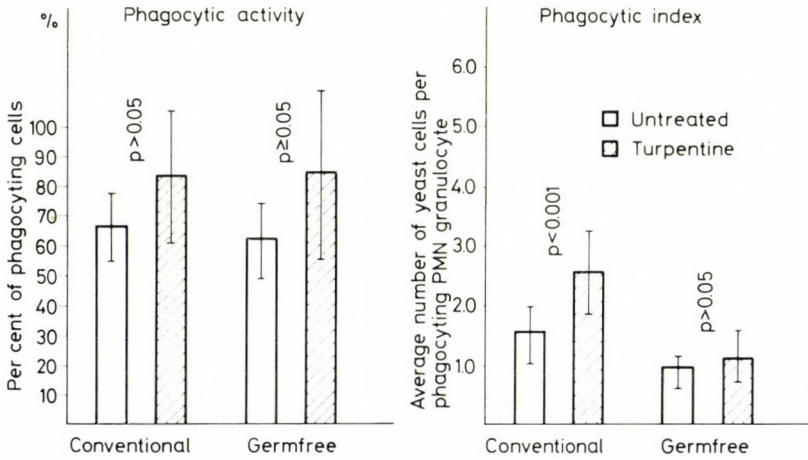 %
Phagocytic activity
Per cent of phagocyting cells
100
90
80
70
60
50
40
30
20
10
p>0.05
p≥0.05
Conventional
Germfree
Phagocytic index
Average number of yeast cells per
phagocyting PMN granulocyte
6.0
5.0
4.0
3.0
2.0
1.0
Untreated
Turpentine
p<0.001
p>0.05
Conventional
Germfree